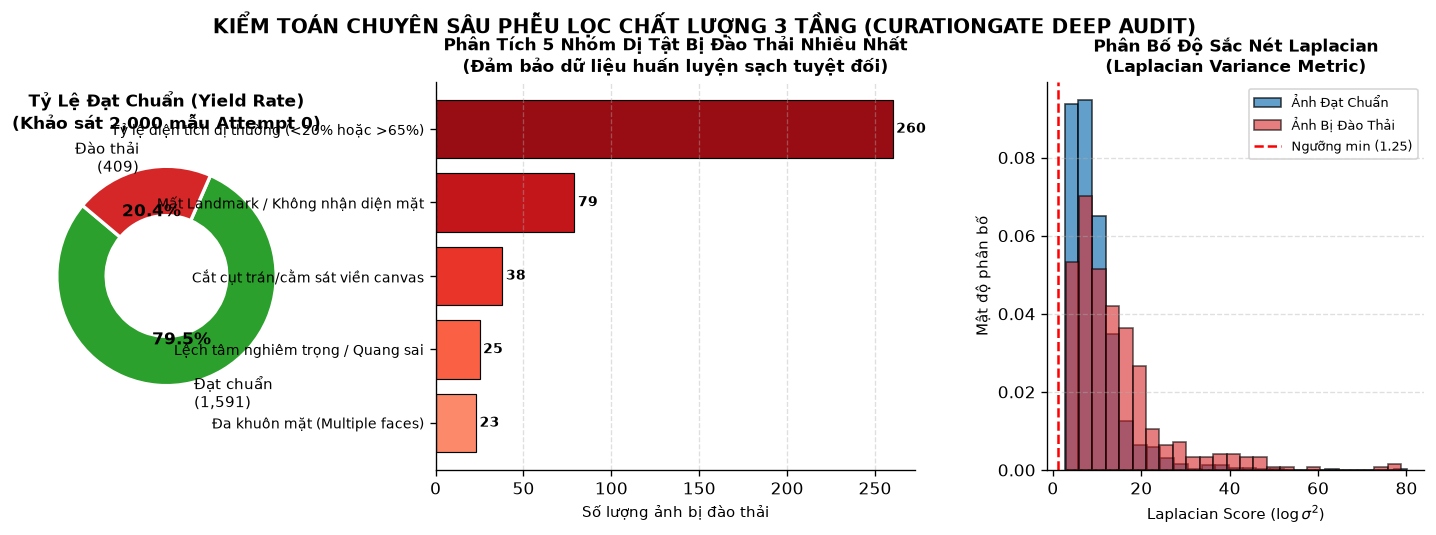 KIỂM TOÁN CHUYÊN SÂU PHỄU LỌC CHẤT LƯỢNG 3 TẦNG (CURATIONGATE DEEP AUDIT)
Tỷ Lệ Đạt Chuẩn (Yield Rate)
(Khảo sát 2,000 mẫu Attempt 0)
Đào thải
(409)
20.4%
79.5%
Đạt chuẩn
(1,591)
Phân Tích 5 Nhóm Dị Tật Bị Đào Thải Nhiều Nhất
(Đảm bảo dữ liệu huấn luyện sạch tuyệt đối)
Tỷ lệ diện tích dị thường (<20% hoặc >65%)
260
Mất Landmark / Không nhận diện mặt
79
Cắt cụt trán/cằm sát viền canvas
38
Lệch tâm nghiêm trọng / Quang sai
25
Đa khuôn mặt (Multiple faces)
23
0 50 100 150 200 250
Số lượng ảnh bị đào thải
Phân Bố Độ Sắc Nét Laplacian
(Laplacian Variance Metric)
Ảnh Đạt Chuẩn
Ảnh Bị Đào Thải
Ngưỡng min (1.25)
Mật độ phân bố
0.08
0.06
0.04
0.02
0.00
0 20 40 60 80
Laplacian Score (log σ²)